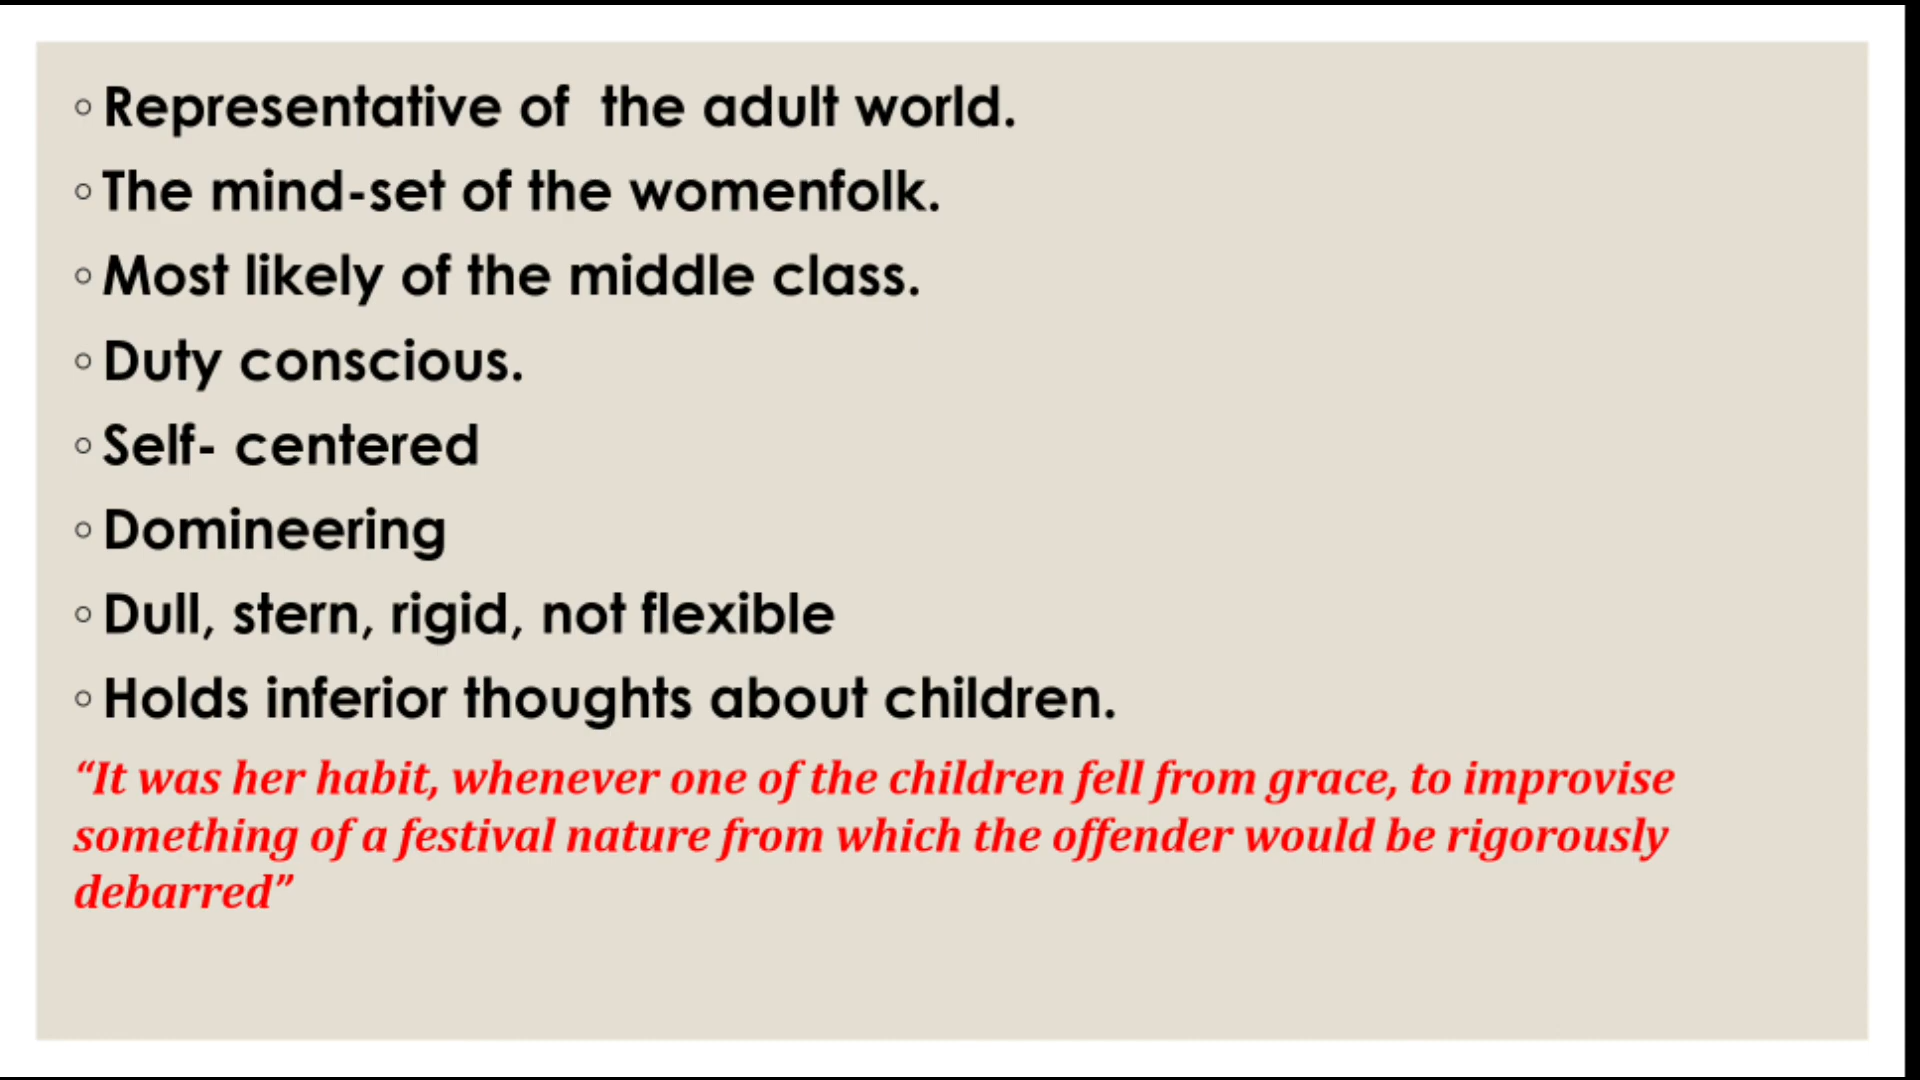 ◦ Representative of  the adult world.
◦ The mind-set of the womenfolk.
◦ Most likely of the middle class.
◦ Duty conscious.
◦ Self- centered
◦ Domineering
◦ Dull, stern, rigid, not flexible
◦ Holds inferior thoughts about children.
“It was her habit, whenever one of the children fell from grace, to improvise
something of a festival nature from which the offender would be rigorously
debarred”